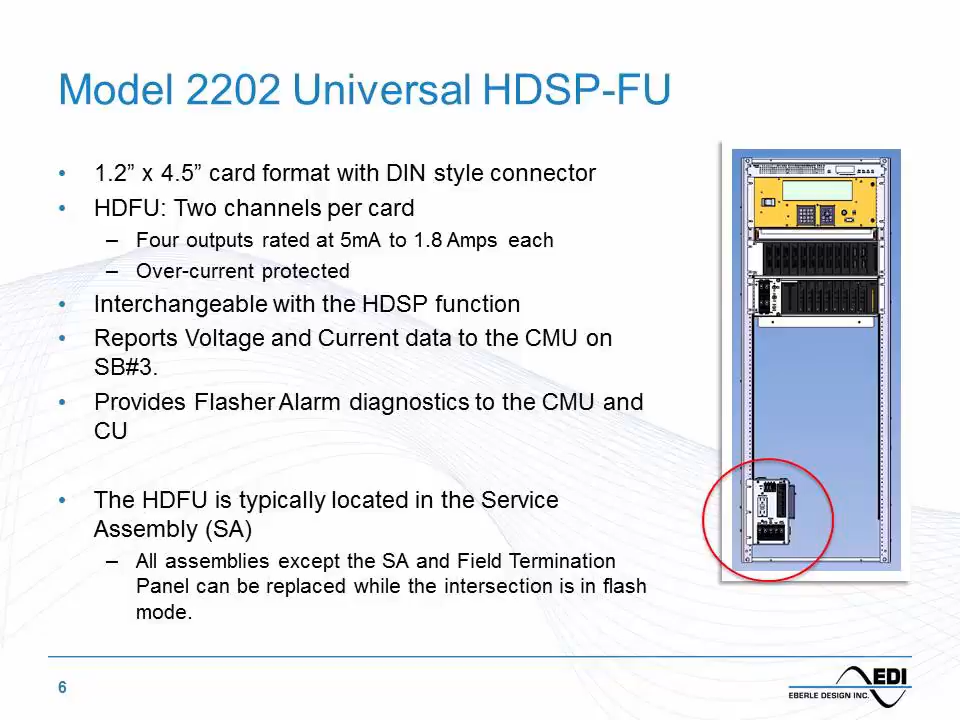 Model 2202 Universal HDSP-FU
• 1.2” x 4.5” card format with DIN style connector
• HDFU: Two channels per card
– Four outputs rated at 5mA to 1.8 Amps each
– Over-current protected
• Interchangeable with the HDSP function
• Reports Voltage and Current data to the CMU on
SB#3.
• Provides Flasher Alarm diagnostics to the CMU and
CU
• The HDFU is typically located in the Service
Assembly (SA)
– All assemblies except the SA and Field Termination
Panel can be replaced while the intersection is in flash
mode.
6
EDI
EBERLE DESIGN INC.